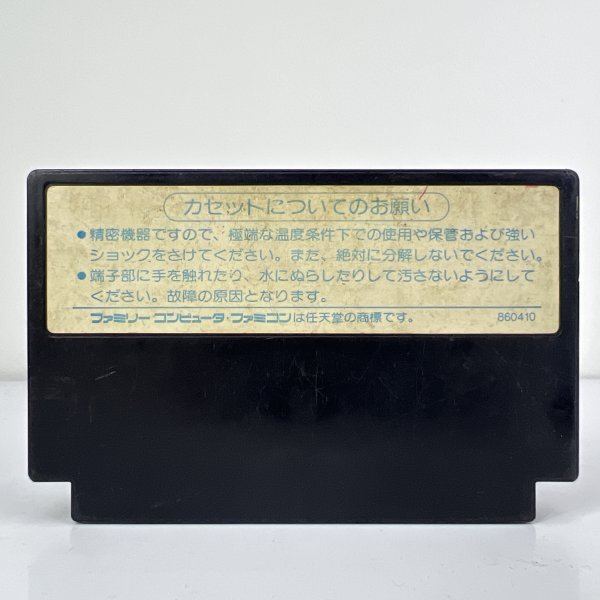 カセットについてのお願い
●精密機器ですので、極端な温度条件下での使用や保管および強い
ショックをさけてください。また、絶対に分解しないでください。
●端子部に手を触れたり、水にぬらしたりして汚さないようにして
ください。故障の原因となります。
ファミリーコンピュータ・ファミコンは任天堂の商標です。 860410